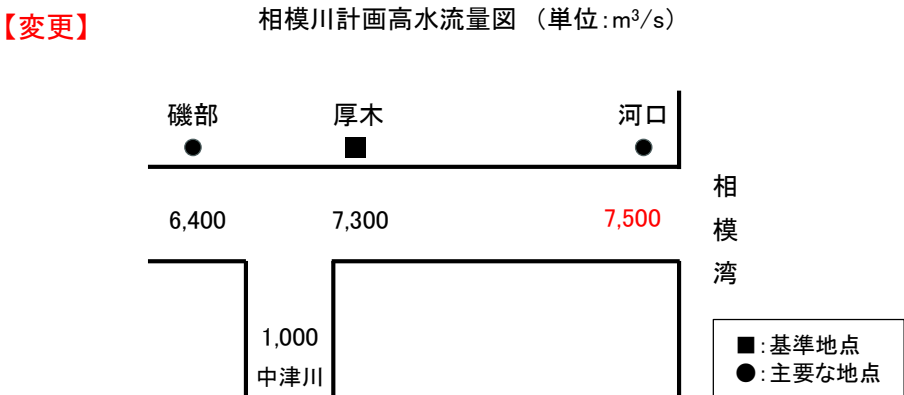 【変更】
相模川計画高水流量図 (単位:m³/s)
磯部
厚木
河口
6,400
7,300
7,500
相模湾
1,000
中津川
■:基準地点
●:主要な地点